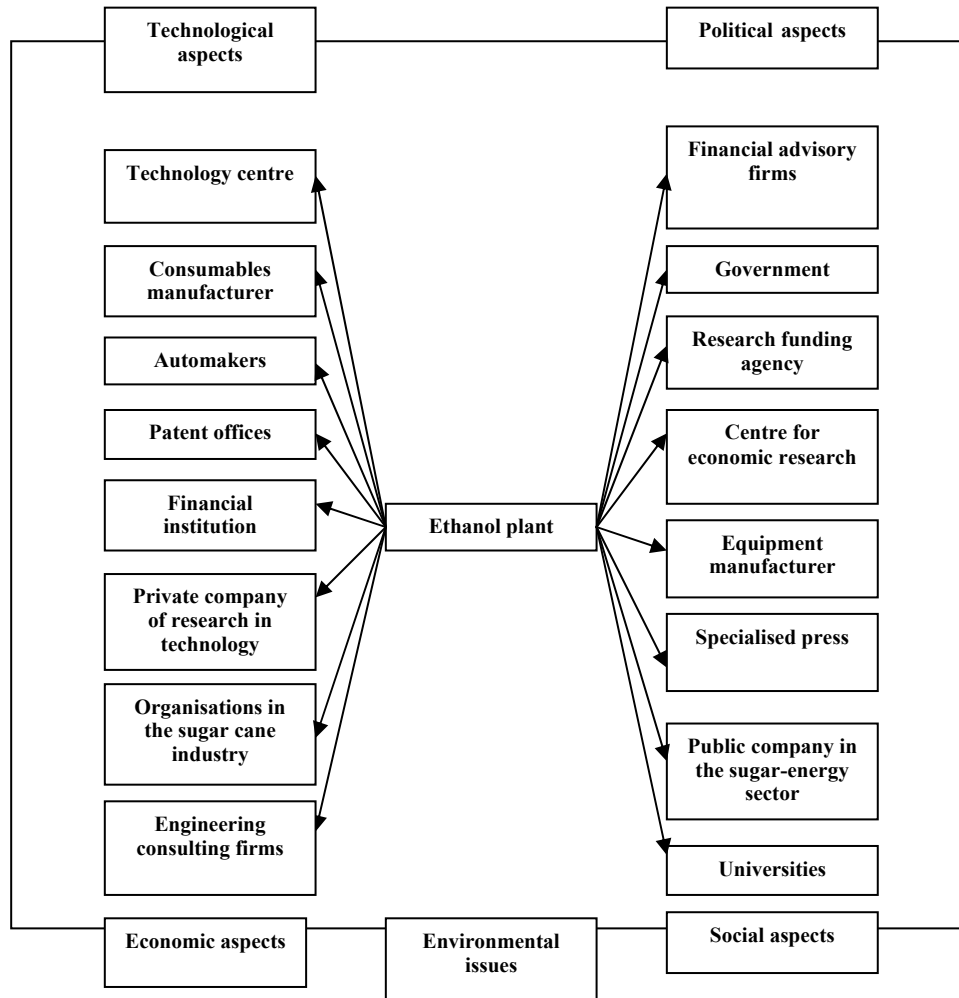 Technological
aspects
Political aspects
Technology centre
Consumables
manufacturer
Automakers
Patent offices
Financial
institution
Private company
of research in
technology
Organisations in
the sugar cane
industry
Engineering
consulting firms
Ethanol plant
Financial advisory
firms
Government
Research funding
agency
Centre for
economic research
Equipment
manufacturer
Specialised press
Public company in
the sugar-energy
sector
Universities
Economic aspects
Environmental
issues
Social aspects